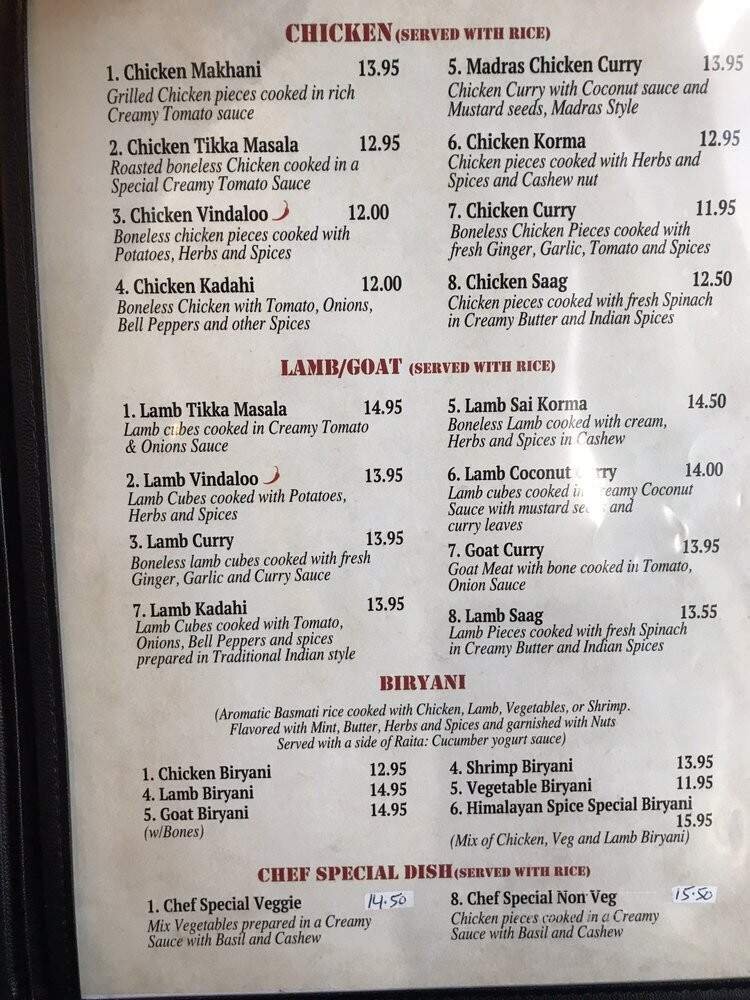 CHICKEN (SERVED WITH RICE)
1. Chicken Makhani 13.95
Grilled Chicken pieces cooked in rich
Creamy Tomato sauce
2. Chicken Tikka Masala 12.95
Roasted boneless Chicken cooked in a
Special Creamy Tomato Sauce
3. Chicken Vindaloo 12.00
Boneless chicken pieces cooked with
Potatoes, Herbs and Spices
4. Chicken Kadahi 12.00
Boneless Chicken with Tomato, Onions,
Bell Peppers and other Spices
5. Madras Chicken Curry 13.95
Chicken Curry with Coconut sauce and
Mustard seeds, Madras Style
6. Chicken Korma 12.95
Chicken pieces cooked with Herbs and
Spices and Cashew nut
7. Chicken Curry 11.95
Boneless Chicken Pieces cooked with
fresh Ginger, Garlic, Tomato and Spices
8. Chicken Saag 12.50
Chicken pieces cooked with fresh Spinach
in Creamy Butter and Indian Spices
LAMB/GOAT (SERVED WITH RICE)
1. Lamb Tikka Masala 14.95
Lamb cubes cooked in Creamy Tomato
& Onions Sauce
2. Lamb Vindaloo 13.95
Lamb Cubes cooked with Potatoes,
Herbs and Spices
3. Lamb Curry 13.95
Boneless lamb cubes cooked with fresh
Ginger, Garlic and Curry Sauce
7. Lamb Kadahi 13.95
Lamb Cubes cooked with Tomato,
Onions, Bell Peppers and spices
prepared in Traditional Indian style
5. Lamb Sai Korma 14.50
Boneless Lamb cooked with cream,
Herbs and Spices in Cashew
6. Lamb Coconut 14.00
Lamb cubes cooked in Creamy Coconut
Sauce with mustard and
curry leaves
7. Goat Curry 13.95
Goat Meat with bone cooked in Tomato,
Onion Sauce
8. Lamb Saag 13.55
Lamb Pieces cooked with fresh Spinach
in Creamy Butter and Indian Spices
BIRYANI
(Aromatic Basmati rice cooked with Chicken, Lamb, Vegetables, or Shrimp.
Flavored with Mint, Butter, Herbs and Spices and garnished with Nuts
Served with a side of Raita: Cucumber yogurt sauce)
1. Chicken Biryani 12.95
4. Lamb Biryani 14.95
5. Goat Biryani 14.95
(w/Bones)
4. Shrimp Biryani 13.95
5. Vegetable Biryani 11.95
6. Himalayan Spice Special Biryani
15.95
(Mix of Chicken, Veg and Lamb Biryani)
CHEF SPECIAL DISH (SERVED WITH RICE)
1. Chef Special Veggie 14.50
Mix Vegetables prepared in a Creamy
Sauce with Basil and Cashew
8. Chef Special Non Veg 15.50
Chicken pieces cooked in a Creamy
Sauce with Basil and Cashew